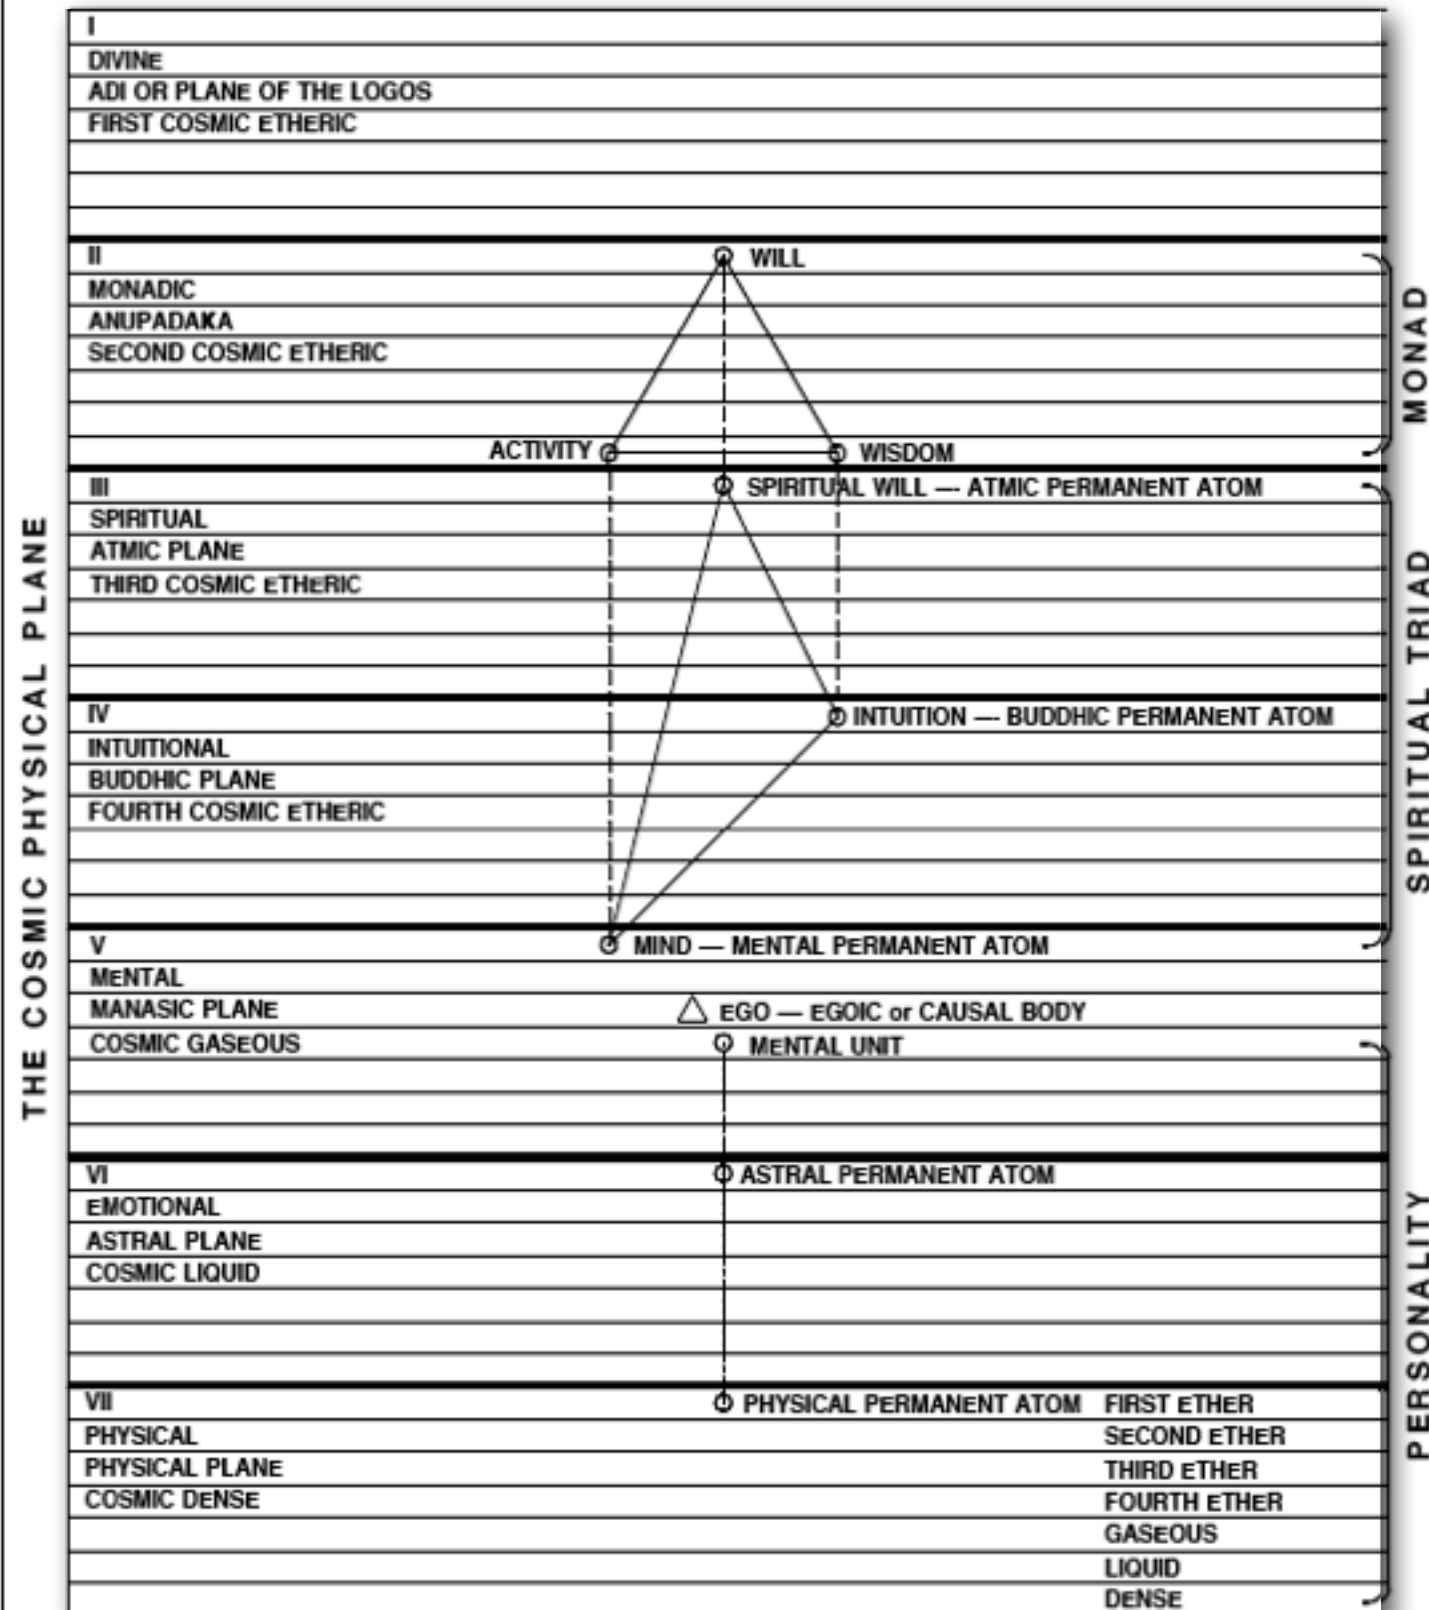 THE COSMIC PHYSICAL PLANE
I
DIVINE
ADI OR PLANE OF THE LOGOS
FIRST COSMIC ETHERIC
II
WILL
MONADIC
ANUPADAKA
SECOND COSMIC ETHERIC
ACTIVITY
WISDOM
MONAD
III
SPIRITUAL WILL — ATMIC PERMANENT ATOM
SPIRITUAL
ATMIC PLANE
THIRD COSMIC ETHERIC
IV
INTUITION — BUDDHIC PERMANENT ATOM
INTUITIONAL
BUDDHIC PLANE
FOURTH COSMIC ETHERIC
SPIRITUAL TRIAD
V
MIND — MENTAL PERMANENT ATOM
MENTAL
MANASIC PLANE
EGO — EGOIC or CAUSAL BODY
COSMIC GASEOUS
MENTAL UNIT
VI
ASTRAL PERMANENT ATOM
EMOTIONAL
ASTRAL PLANE
COSMIC LIQUID
PERSONALITY
VII
PHYSICAL PERMANENT ATOM
FIRST ETHER
PHYSICAL
SECOND ETHER
PHYSICAL PLANE
THIRD ETHER
COSMIC DENSE
FOURTH ETHER
GASEOUS
LIQUID
DENSE